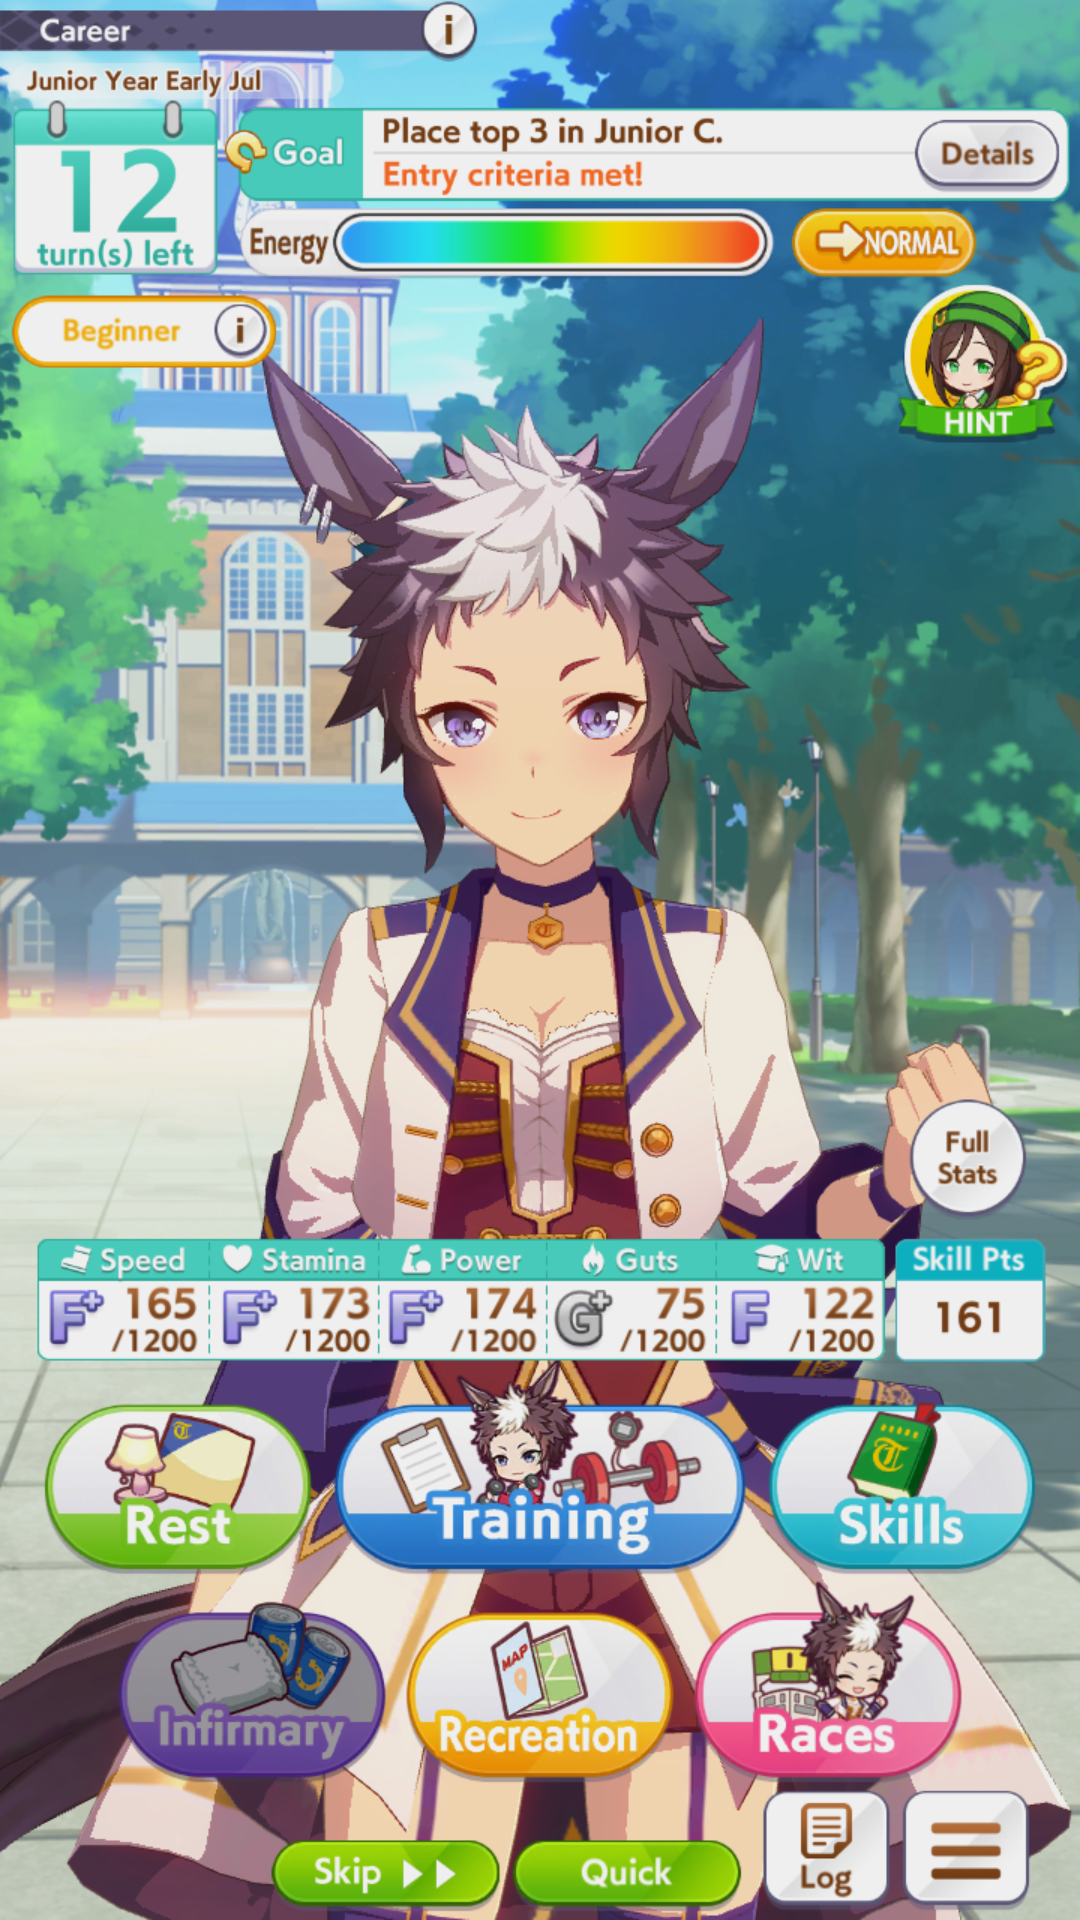 Career
i
Junior Year Early Jul
12
turn(s) left
Goal
Place top 3 in Junior C.
Entry criteria met!
Details
Energy
NORMAL
Beginner
i
?
HINT
Full
Stats
Speed
Stamina
Power
Guts
Wit
Skill Pts
F+ 165
/1200
F+ 173
/1200
F+ 174
/1200
G+ 75
/1200
F 122
/1200
161
Rest
Training
Skills
Infirmary
MAP
Recreation
Races
Skip
Quick
Log